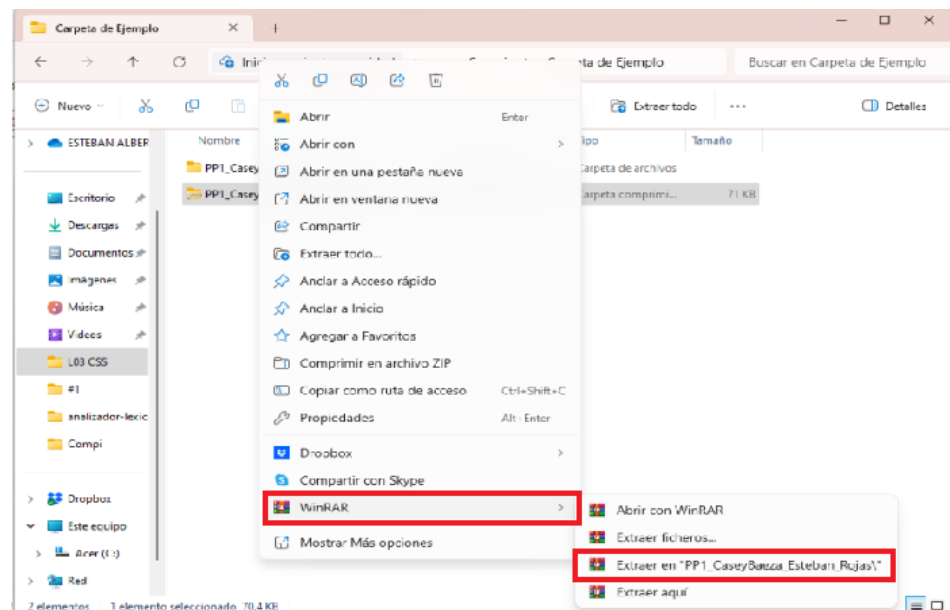 Carpeta de Ejemplo
ta de Ejemplo
Buscar en Carpeta de Ejemplo
Nuevo
Extraer todo
...
Detalles
ESTEBAN ALBER
Nombre
Tamaño
PP1_Casey
Carpeta de archivos
PP1_Casey
Carpeta comprimi...
71 KB
Escritorio
Descargas
Documentos
Imágenes
Música
Videos
L03 CSS
#1
analizador-lexic
Compi
Dropbox
Este equipo
Acer (C:)
Red
2 elementos
1 elemento seleccionado 70,4 KB
Abrir
Enter
Abrir con
Abrir en una pestaña nueva
Abrir en ventana nueva
Compartir
Extraer todo...
Anclar a Acceso rápido
Anclar a Inicio
Agregar a Favoritos
Comprimir en archivo ZIP
Copiar como ruta de acceso
Ctrl+Shift+C
Propiedades
Alt+Enter
Dropbox
Compartir con Skype
WinRAR
Mostrar Más opciones
Abrir con WinRAR
Extraer ficheros...
Extraer en "PP1_CaseyBaeza_Esteban_Rojas\"
Extraer aquí